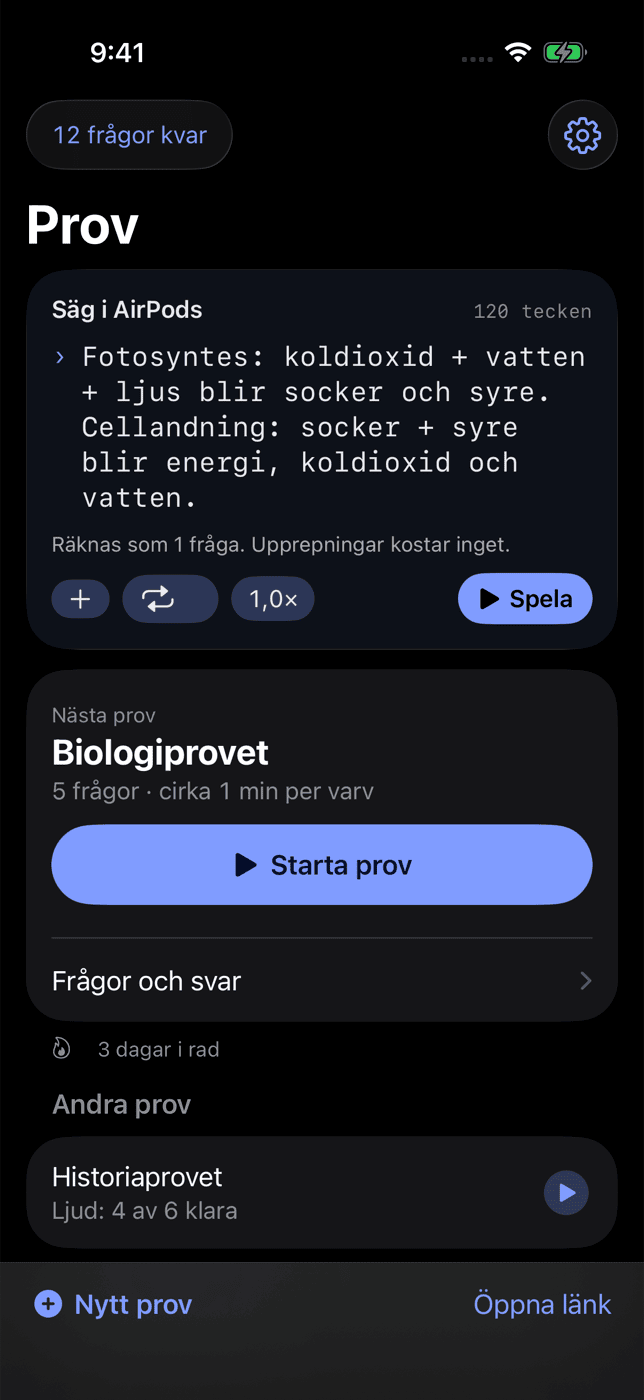 9:41
12 frågor kvar
Prov
Säg i AirPods
120 tecken
› Fotosyntes: koldioxid + vatten
+ ljus blir socker och syre.
Cellandning: socker + syre
blir energi, koldioxid och
vatten.
Räknas som 1 fråga. Upprepningar kostar inget.
1,0×
Spela
Nästa prov
Biologiprovet
5 frågor · cirka 1 min per varv
Starta prov
Frågor och svar
3 dagar i rad
Andra prov
Historiaprovet
Ljud: 4 av 6 klara
Nytt prov
Öppna länk